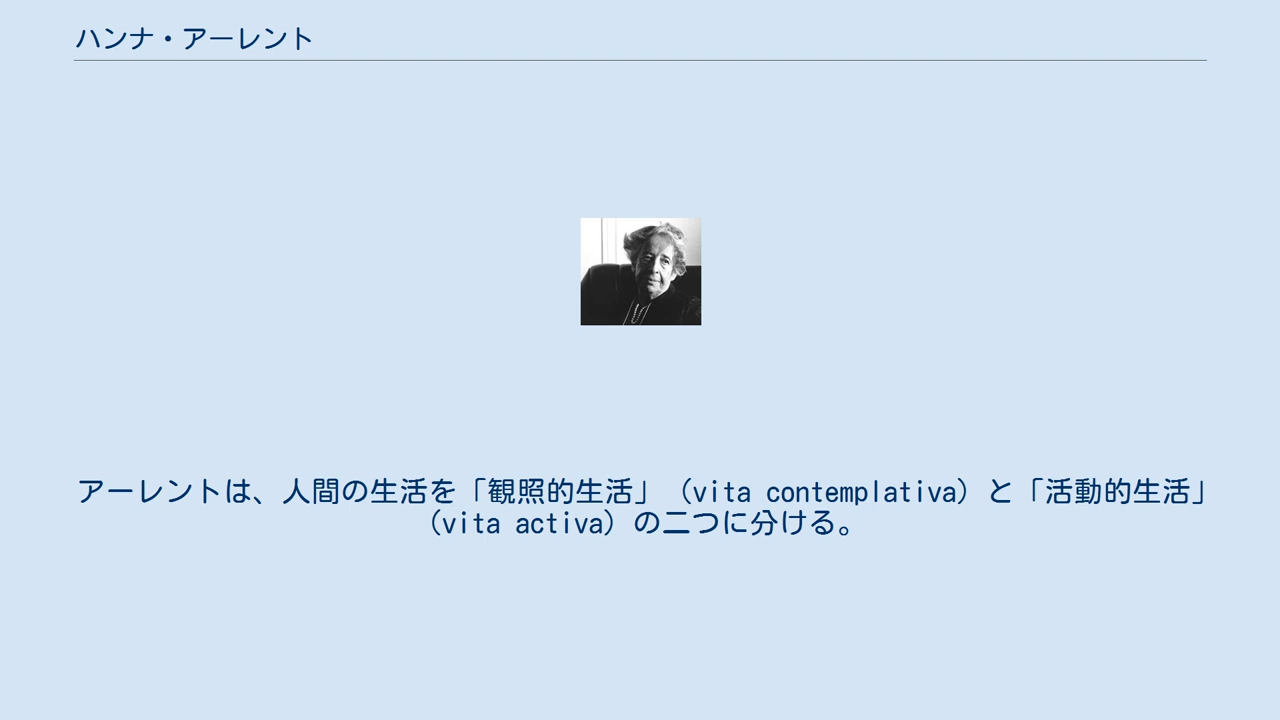 ハンナ・アーレント
アーレントは、人間の生活を「観照的生活」（vita contemplativa）と「活動的生活」
（vita activa）の二つに分ける。